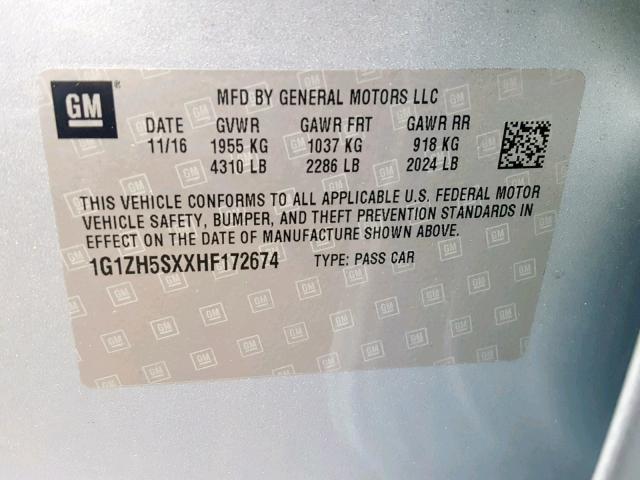 GM
MFD BY GENERAL MOTORS LLC
DATE GVWR GAWR FRT GAWR RR
11/16 1955 KG 1037 KG 918 KG
4310 LB 2286 LB 2024 LB
THIS VEHICLE CONFORMS TO ALL APPLICABLE U.S. FEDERAL MOTOR
VEHICLE SAFETY, BUMPER, AND THEFT PREVENTION STANDARDS IN
EFFECT ON THE DATE OF MANUFACTURE SHOWN ABOVE.
1G1ZH5SXXHF172674 TYPE: PASS CAR